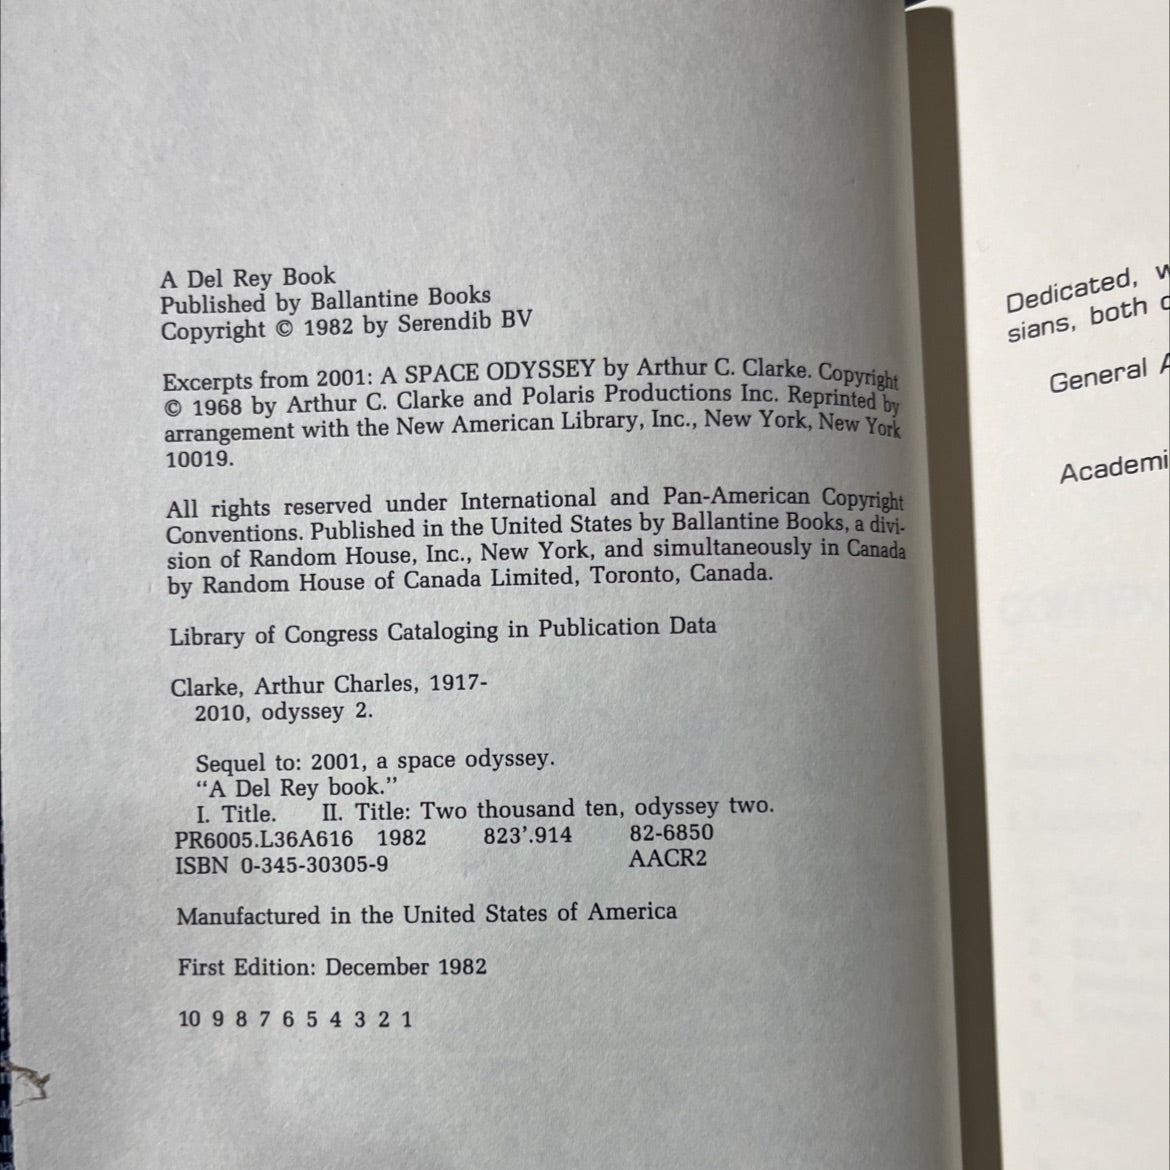 A Del Rey Book
Published by Ballantine Books
Copyright © 1982 by Serendib BV
Excerpts from 2001: A SPACE ODYSSEY by Arthur C. Clarke. Copyright
© 1968 by Arthur C. Clarke and Polaris Productions Inc. Reprinted by
arrangement with the New American Library, Inc., New York, New York
10019.
All rights reserved under International and Pan-American Copyright
Conventions. Published in the United States by Ballantine Books, a divi-
sion of Random House, Inc., New York, and simultaneously in Canada
by Random House of Canada Limited, Toronto, Canada.
Library of Congress Cataloging in Publication Data
Clarke, Arthur Charles, 1917-
2010, odyssey 2.
Sequel to: 2001, a space odyssey.
“A Del Rey book.”
I. Title. II. Title: Two thousand ten, odyssey two.
PR6005.L36A616 1982 823'.914 82-6850
ISBN 0-345-30305-9 AACR2
Manufactured in the United States of America
First Edition: December 1982
10 9 8 7 6 5 4 3 2 1
Dedicated,
sians, both
General
Academi